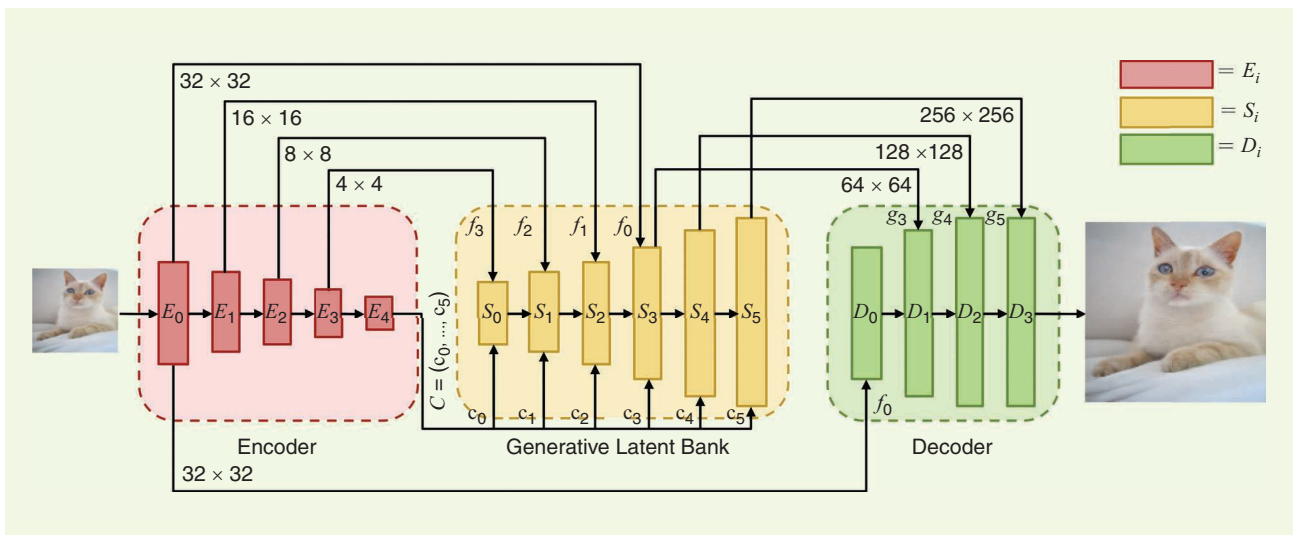 32 × 32
16 × 16
8 × 8
4 × 4
256 × 256
128 ×128
64 × 64
= E_i
= S_i
= D_i
f_3 f_2 f_1 f_0
g_3 g_4 g_5
E_0 E_1 E_2 E_3 E_4
C = (c_0, ..., c_5)
S_0 S_1 S_2 S_3 S_4 S_5
D_0 D_1 D_2 D_3
c_0 c_1 c_2 c_3 c_4 c_5
f_0
Encoder
Generative Latent Bank
Decoder
32 × 32